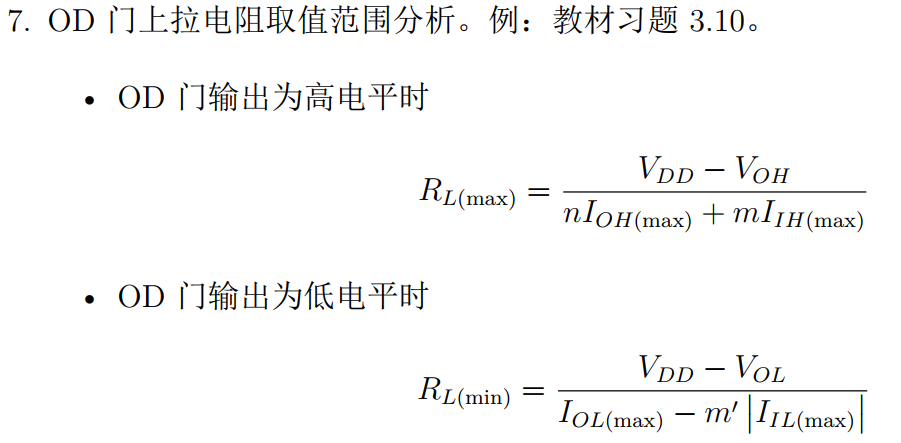 7. OD 门上拉电阻取值范围分析。例：教材习题 3.10。
• OD 门输出为高电平时
R_{L(max)} = \frac{V_{DD} - V_{OH}}{nI_{OH(max)} + mI_{IH(max)}}
• OD 门输出为低电平时
R_{L(min)} = \frac{V_{DD} - V_{OL}}{I_{OL(max)} - m' |I_{IL(max)}|}